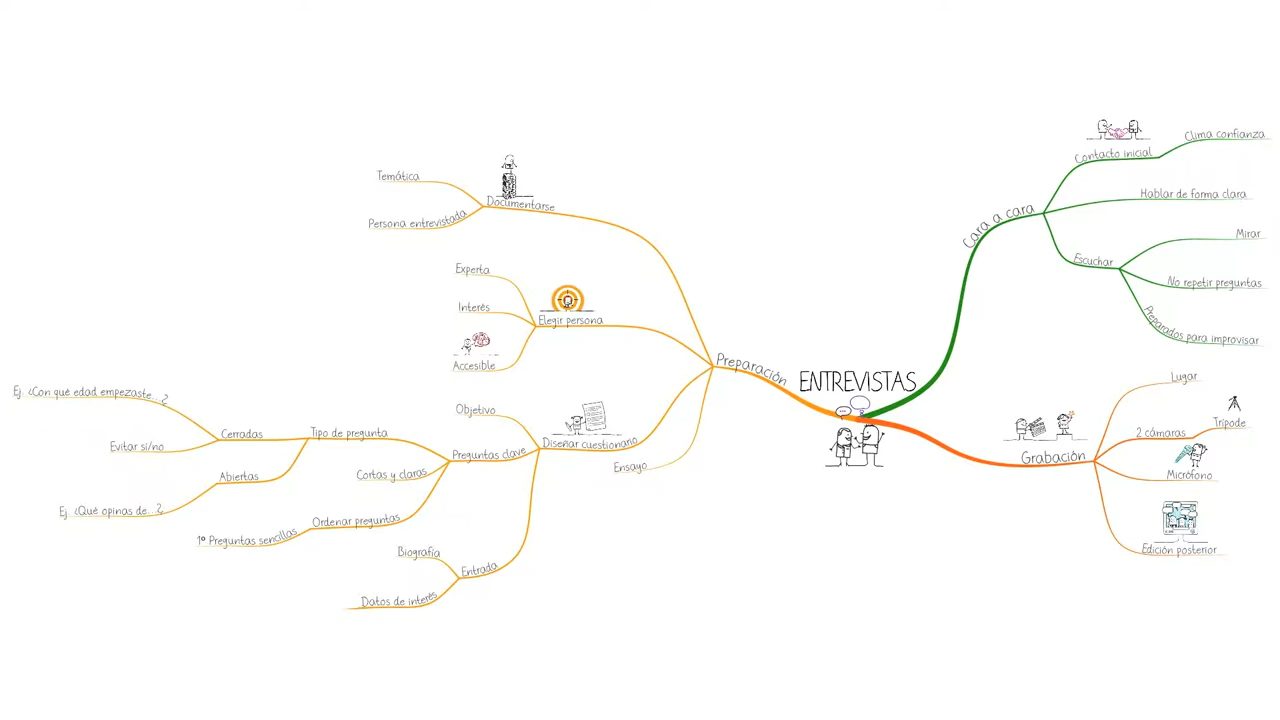 ENTREVISTAS
Preparación
Documentarse
Temática
Persona entrevistada
Elegir persona
Experta
Interés
Accesible
Diseñar cuestionario
Objetivo
Preguntas clave
Tipo de pregunta
Cerradas
Ej. ¿Con qué edad empezaste...?
Evitar sí/no
Abiertas
Ej. ¿Qué opinas de...?
Cortas y claras
Ordenar preguntas
1º Preguntas sencillas
Entrada
Biografía
Datos de interés
Ensayo
Cara a cara
Contacto inicial
Clima confianza
Hablar de forma clara
Escuchar
Mirar
No repetir preguntas
Preparados para improvisar
Grabación
Lugar
2 cámaras
Trípode
Micrófono
Edición posterior